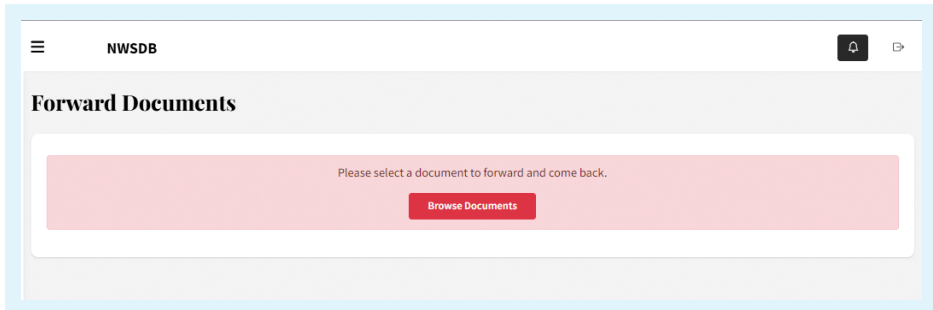 NWSDB
Forward Documents
Please select a document to forward and come back.
Browse Documents